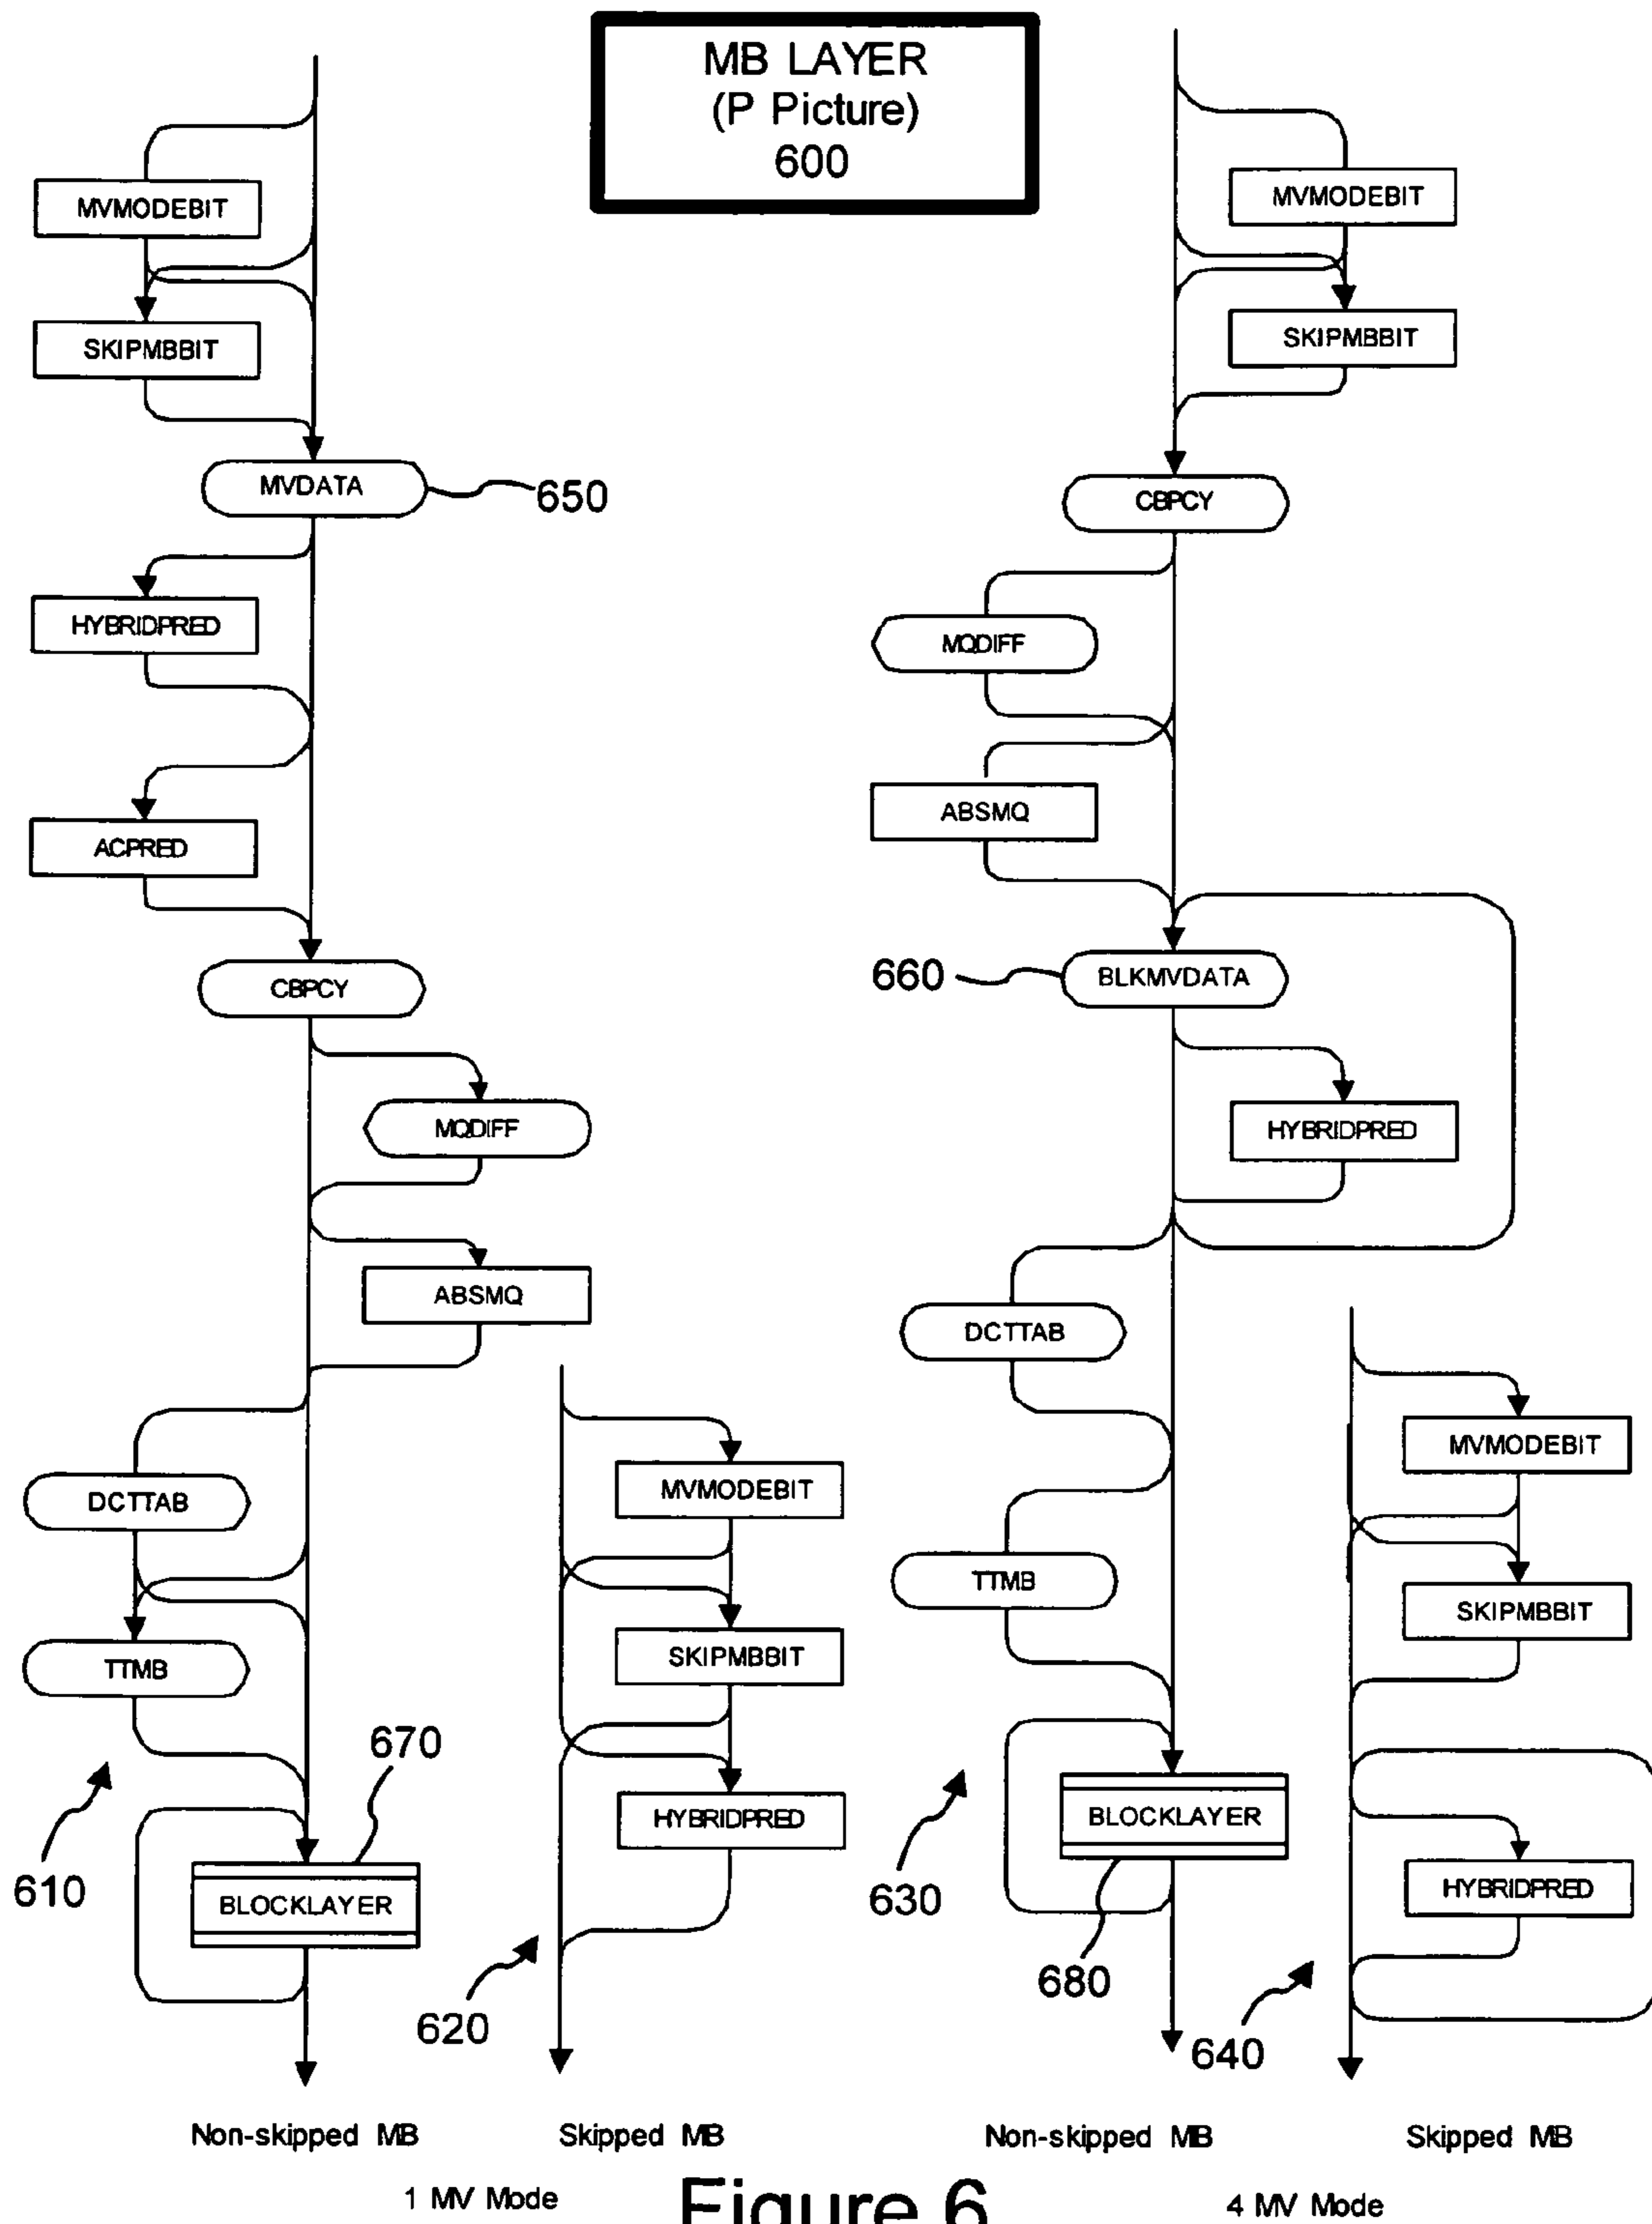 MB LAYER
(P Picture)
600
MVMODEBIT
SKIPMBBIT
MVDATA
650
HYBRIDPRED
ACPRED
CBPCY
MQDIFF
ABSMQ
DCTTAB
TTMB
610
670
BLOCKLAYER
Non-skipped MB
MVMODEBIT
SKIPMBBIT
HYBRIDPRED
620
Skipped MB
1 MV Mode
MVMODEBIT
SKIPMBBIT
CBPCY
MQDIFF
ABSMQ
660
BLKMVDATA
HYBRIDPRED
DCTTAB
TTMB
630
BLOCKLAYER
680
Non-skipped MB
MVMODEBIT
SKIPMBBIT
HYBRIDPRED
640
Skipped MB
4 MV Mode
Figure 6